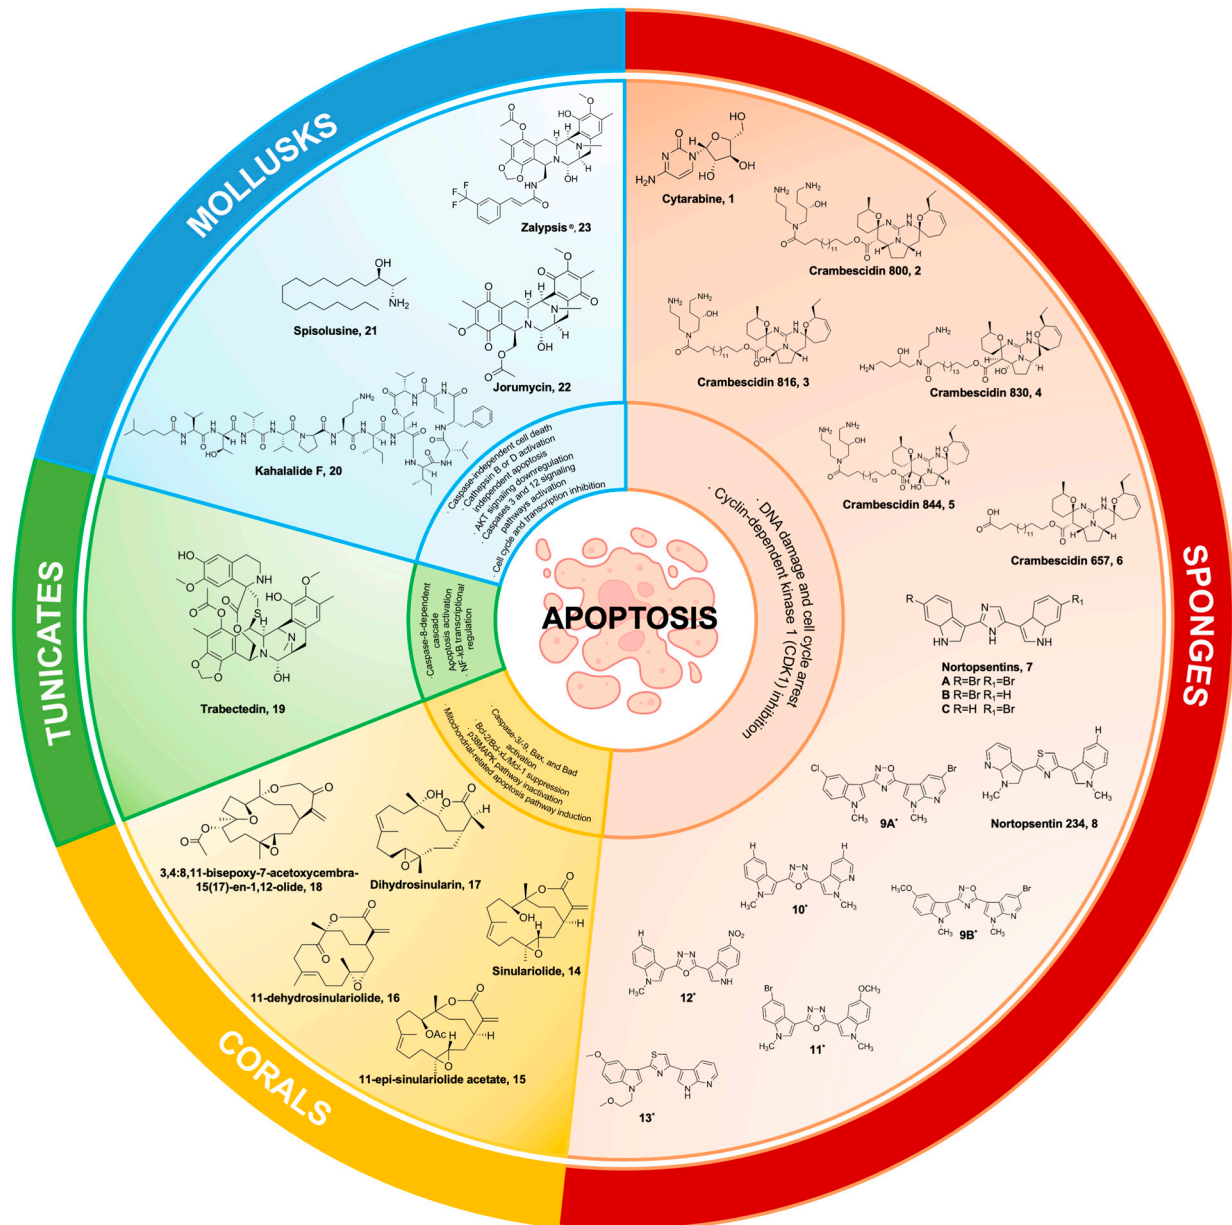 MOLLUSKS
SPONGES
CORALS
TUNICATES
APOPTOSIS
Zalypsis®, 23
Spisolusine, 21
Jorumycin, 22
Kahalalide F, 20
· Caspase-independent cell death
· Cathepsin B or D activation
independent apoptosis
· AKT signaling downregulation
· Caspases 3 and 12 signaling
pathways activation
· Cell cycle and transcription inhibition
Cytarabine, 1
Crambescidin 800, 2
Crambescidin 816, 3
Crambescidin 830, 4
Crambescidin 844, 5
Crambescidin 657, 6
Nortopsentins, 7
A R=Br R1=Br
B R=Br R1=H
C R=H R1=Br
Nortopsentin 234, 8
9A*
9B*
10*
11*
12*
13*
· DNA damage and cell cycle arrest
· Cyclin-dependent kinase 1 (CDK1) inhibition
Sinulariolide, 14
11-epi-sinulariolide acetate, 15
11-dehydrosinulariolide, 16
Dihydrosinularin, 17
3,4:8,11-bisepoxy-7-acetoxycembra-
15(17)-en-1,12-olide, 18
· Caspase-3/-9, Bax, and Bad
activation
· Bcl-2/Bcl-xL/Mcl-1 suppression
· p38MAPK pathway inactivation
· Mitochondrial-related apoptosis pathway induction
Trabectedin, 19
· Caspase-8-dependent
cascade
Apoptosis activation
· NF-kB transcriptional
regulation